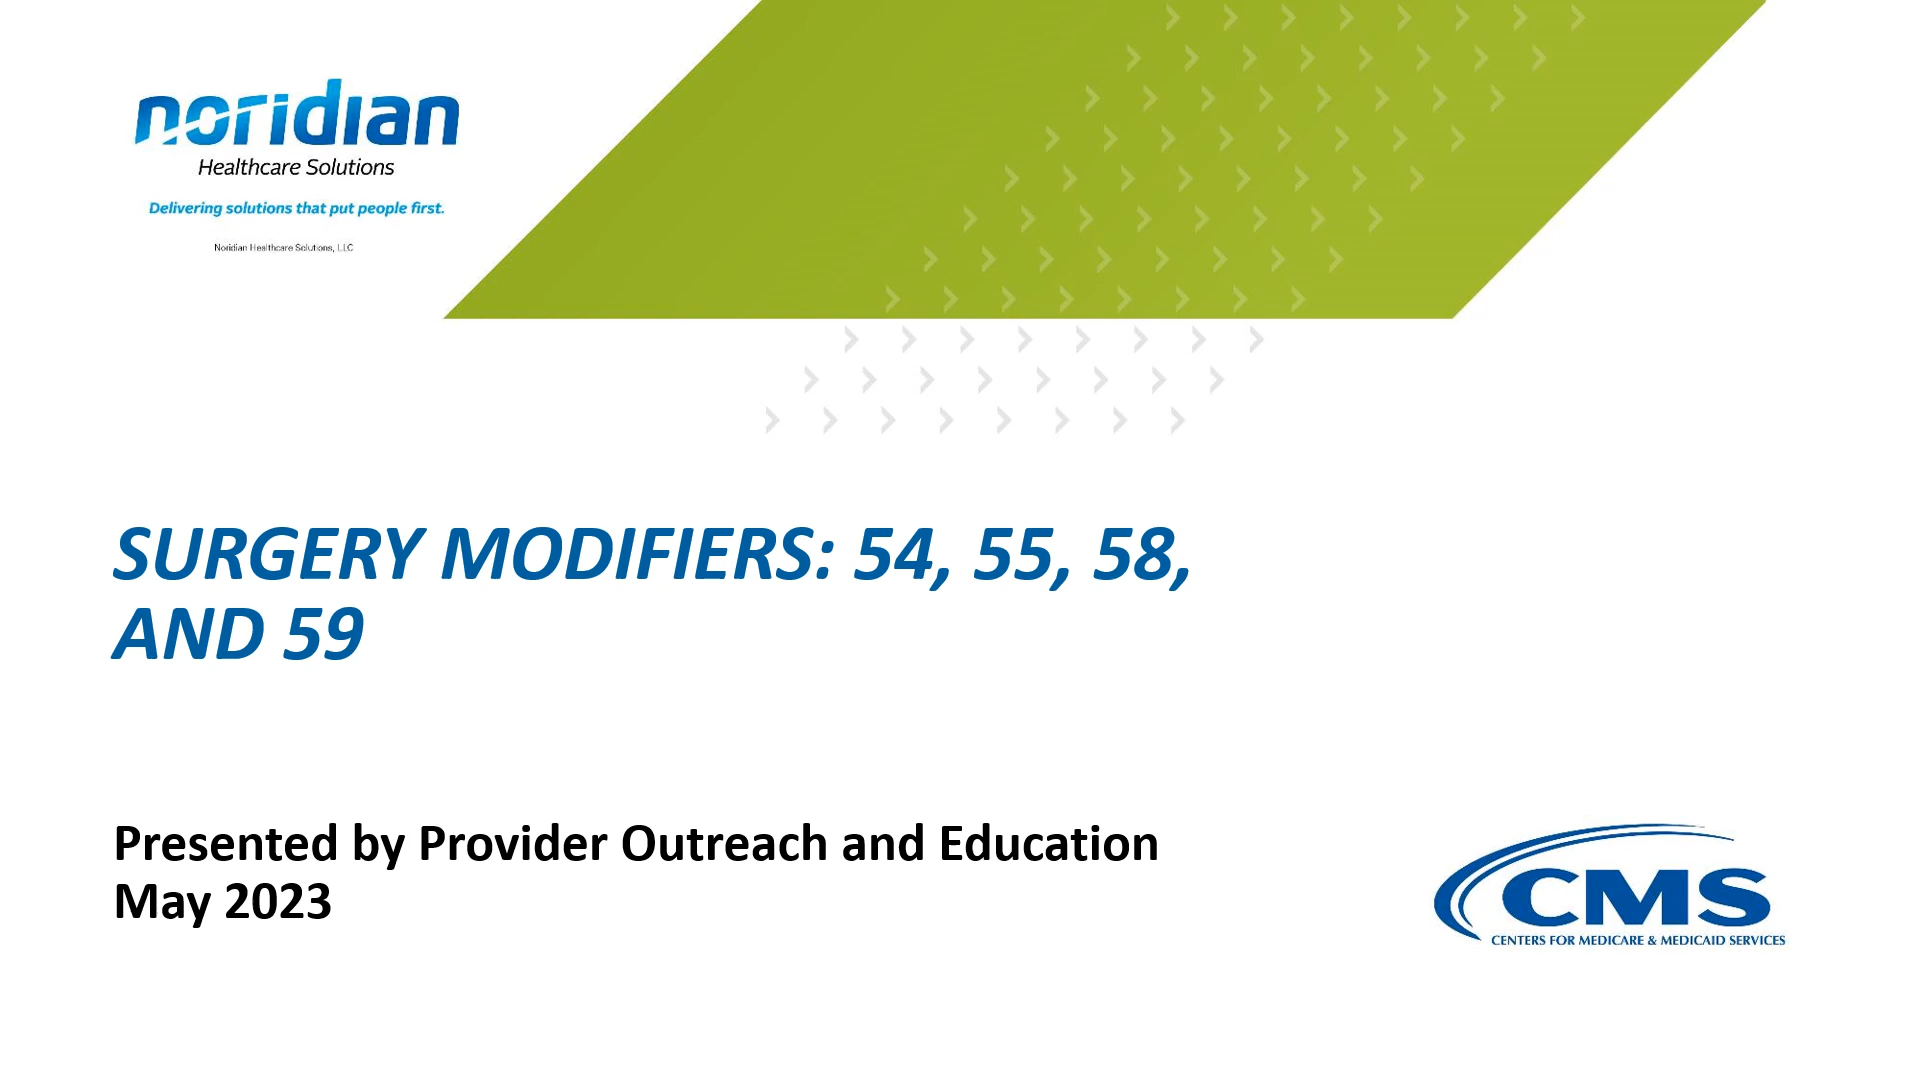 noridian
Healthcare Solutions
Delivering solutions that put people first.
Noridian Healthcare Solutions, LLC
SURGERY MODIFIERS: 54, 55, 58,
AND 59
Presented by Provider Outreach and Education
May 2023
CMS
CENTERS FOR MEDICARE & MEDICAID SERVICES